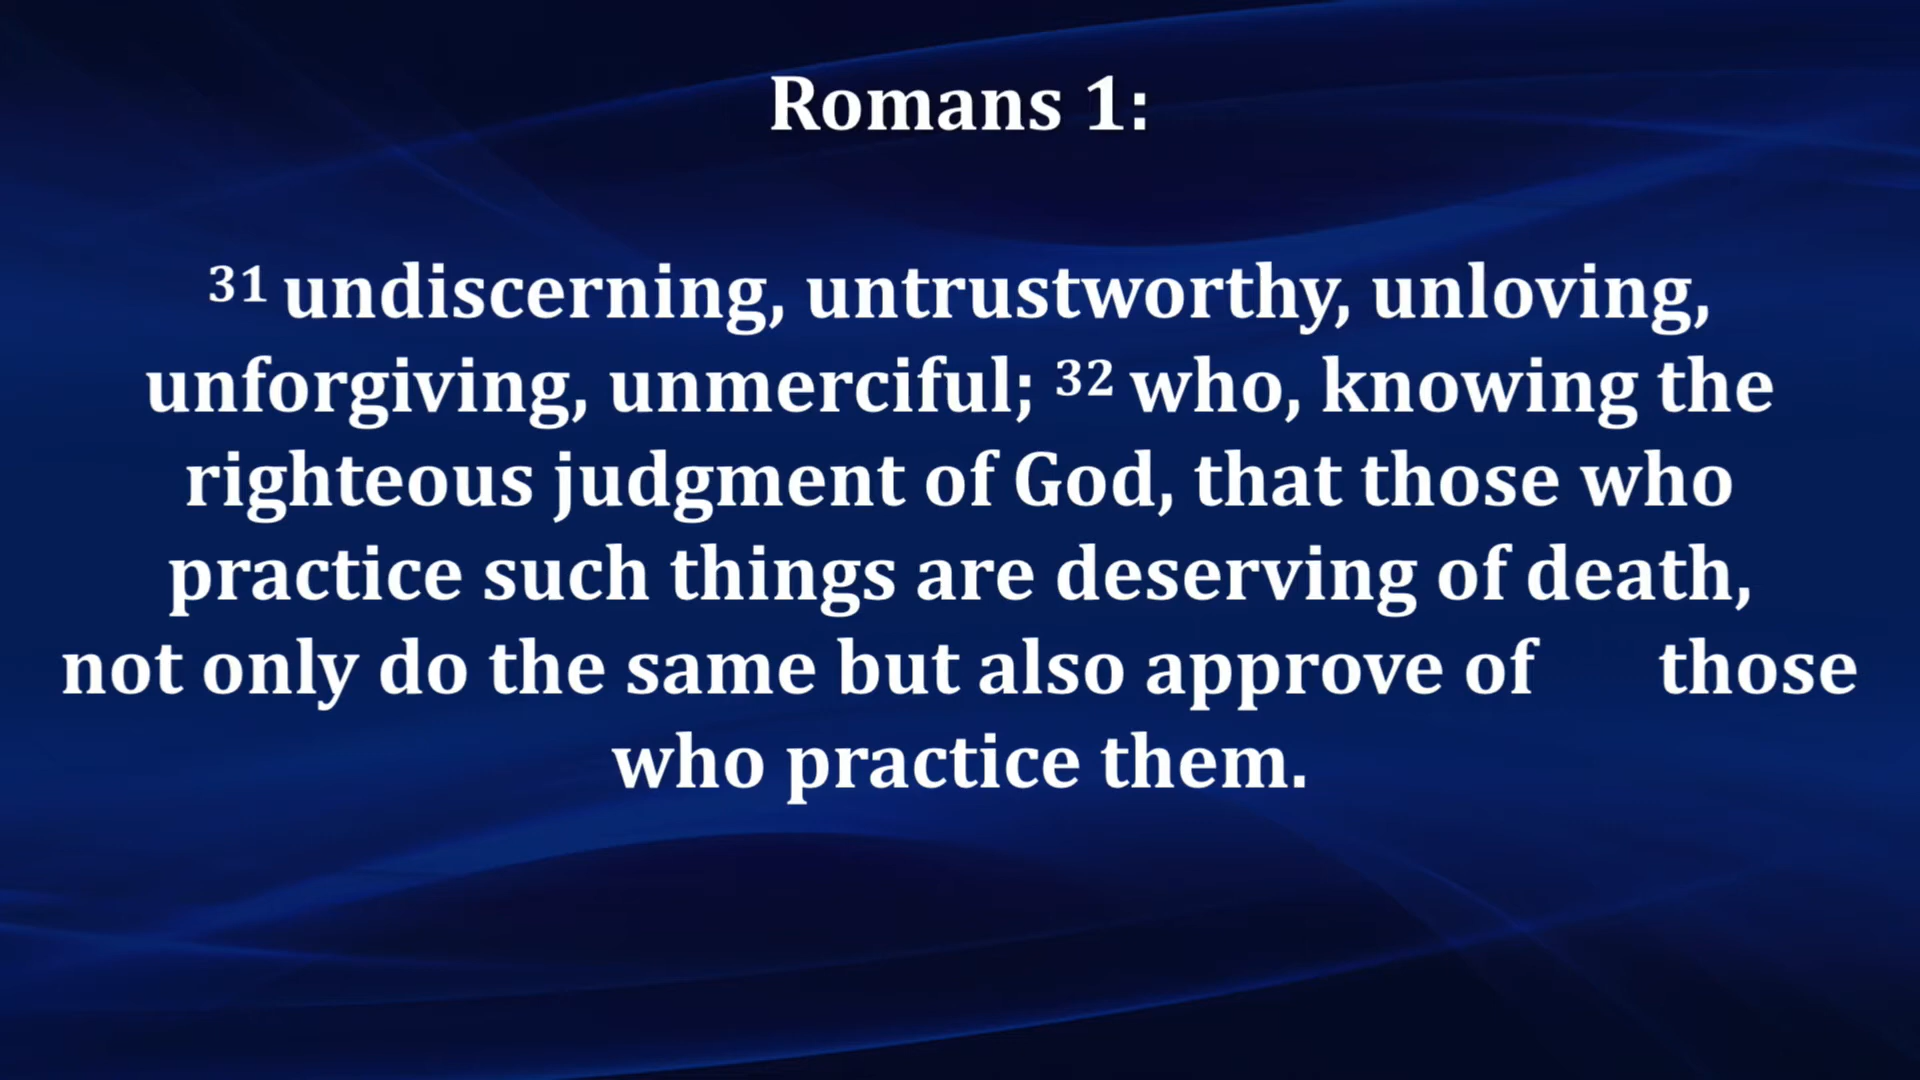 Romans 1:
31 undiscerning, untrustworthy, unloving,
unforgiving, unmerciful; 32 who, knowing the
righteous judgment of God, that those who
practice such things are deserving of death,
not only do the same but also approve of those
who practice them.